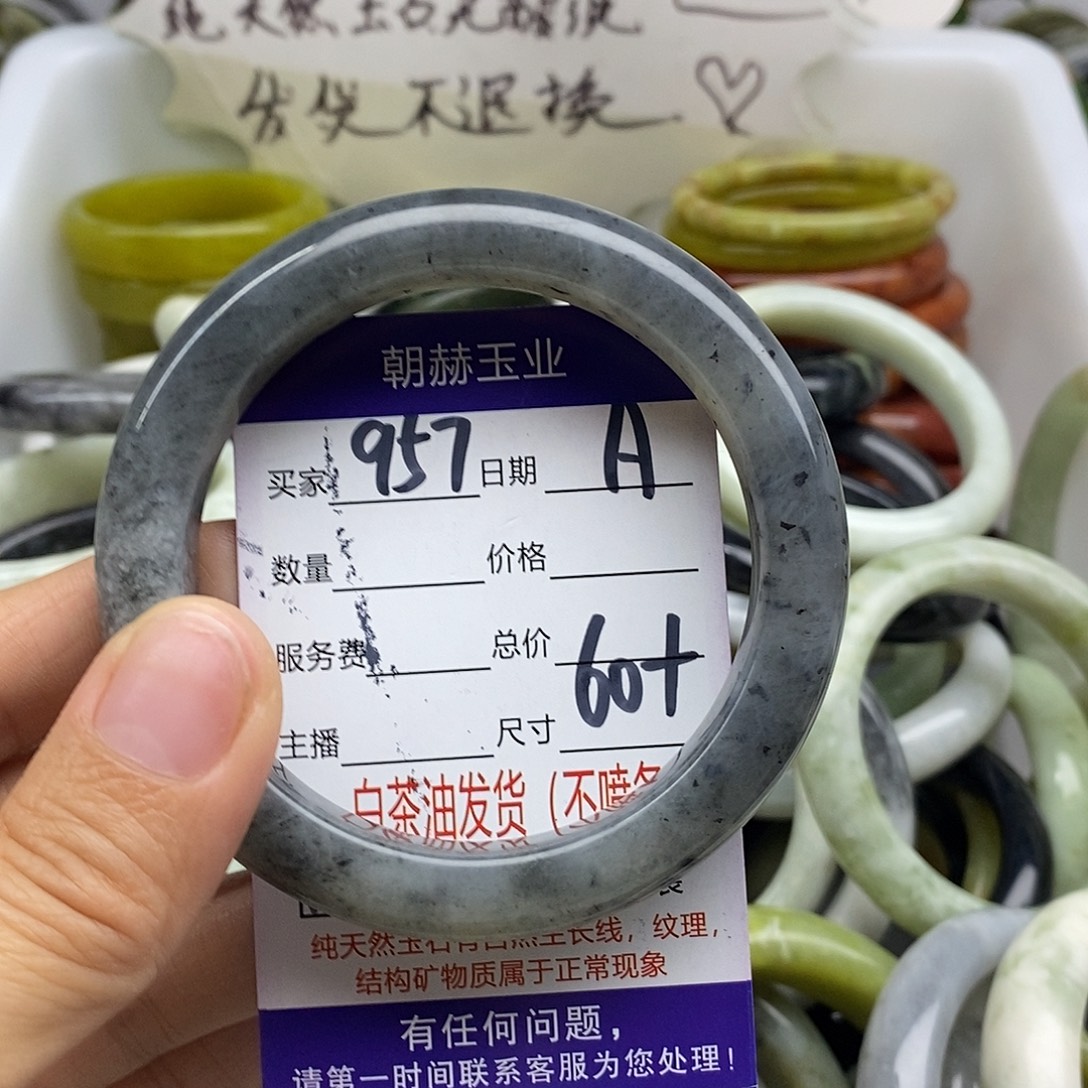 纯天然玉石无酸洗
发货不退换
朝赫玉业
买家 957 日期 A
数量 价格
服务费 总价
60+
主播 尺寸
白茶油发货（不喷
纯天然玉石有自然生长线，纹理，
结构矿物质属于正常现象
有任何问题，
请第一时间联系客服为您处理！